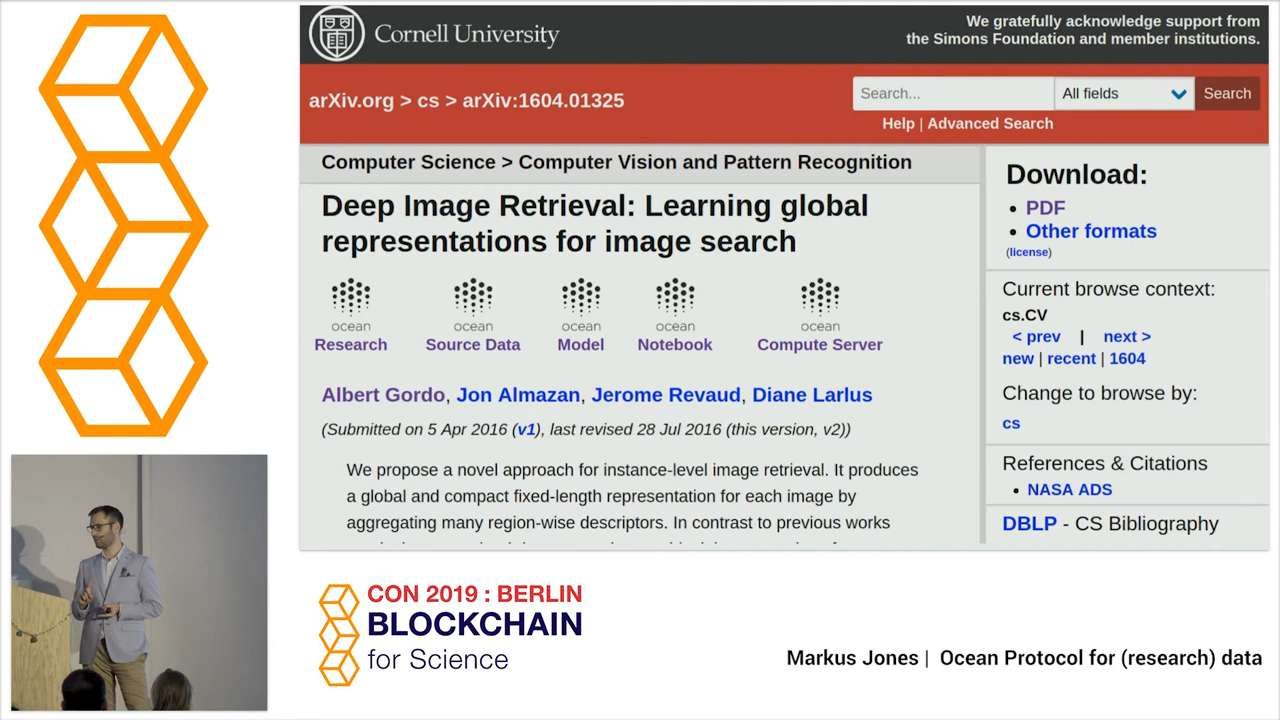 Cornell University
We gratefully acknowledge support from
the Simons Foundation and member institutions.
arXiv.org > cs > arXiv:1604.01325
Search...
All fields
Search
Help | Advanced Search
Computer Science > Computer Vision and Pattern Recognition
Deep Image Retrieval: Learning global
representations for image search
ocean
Research
ocean
Source Data
ocean
Model
ocean
Notebook
ocean
Compute Server
Albert Gordo, Jon Almazan, Jerome Revaud, Diane Larlus
(Submitted on 5 Apr 2016 (v1), last revised 28 Jul 2016 (this version, v2))
We propose a novel approach for instance-level image retrieval. It produces
a global and compact fixed-length representation for each image by
aggregating many region-wise descriptors. In contrast to previous works
Download:
• PDF
• Other formats
(license)
Current browse context:
cs.CV
< prev | next >
new | recent | 1604
Change to browse by:
cs
References & Citations
• NASA ADS
DBLP - CS Bibliography
CON 2019 : BERLIN
BLOCKCHAIN
for Science
Markus Jones | Ocean Protocol for (research) data